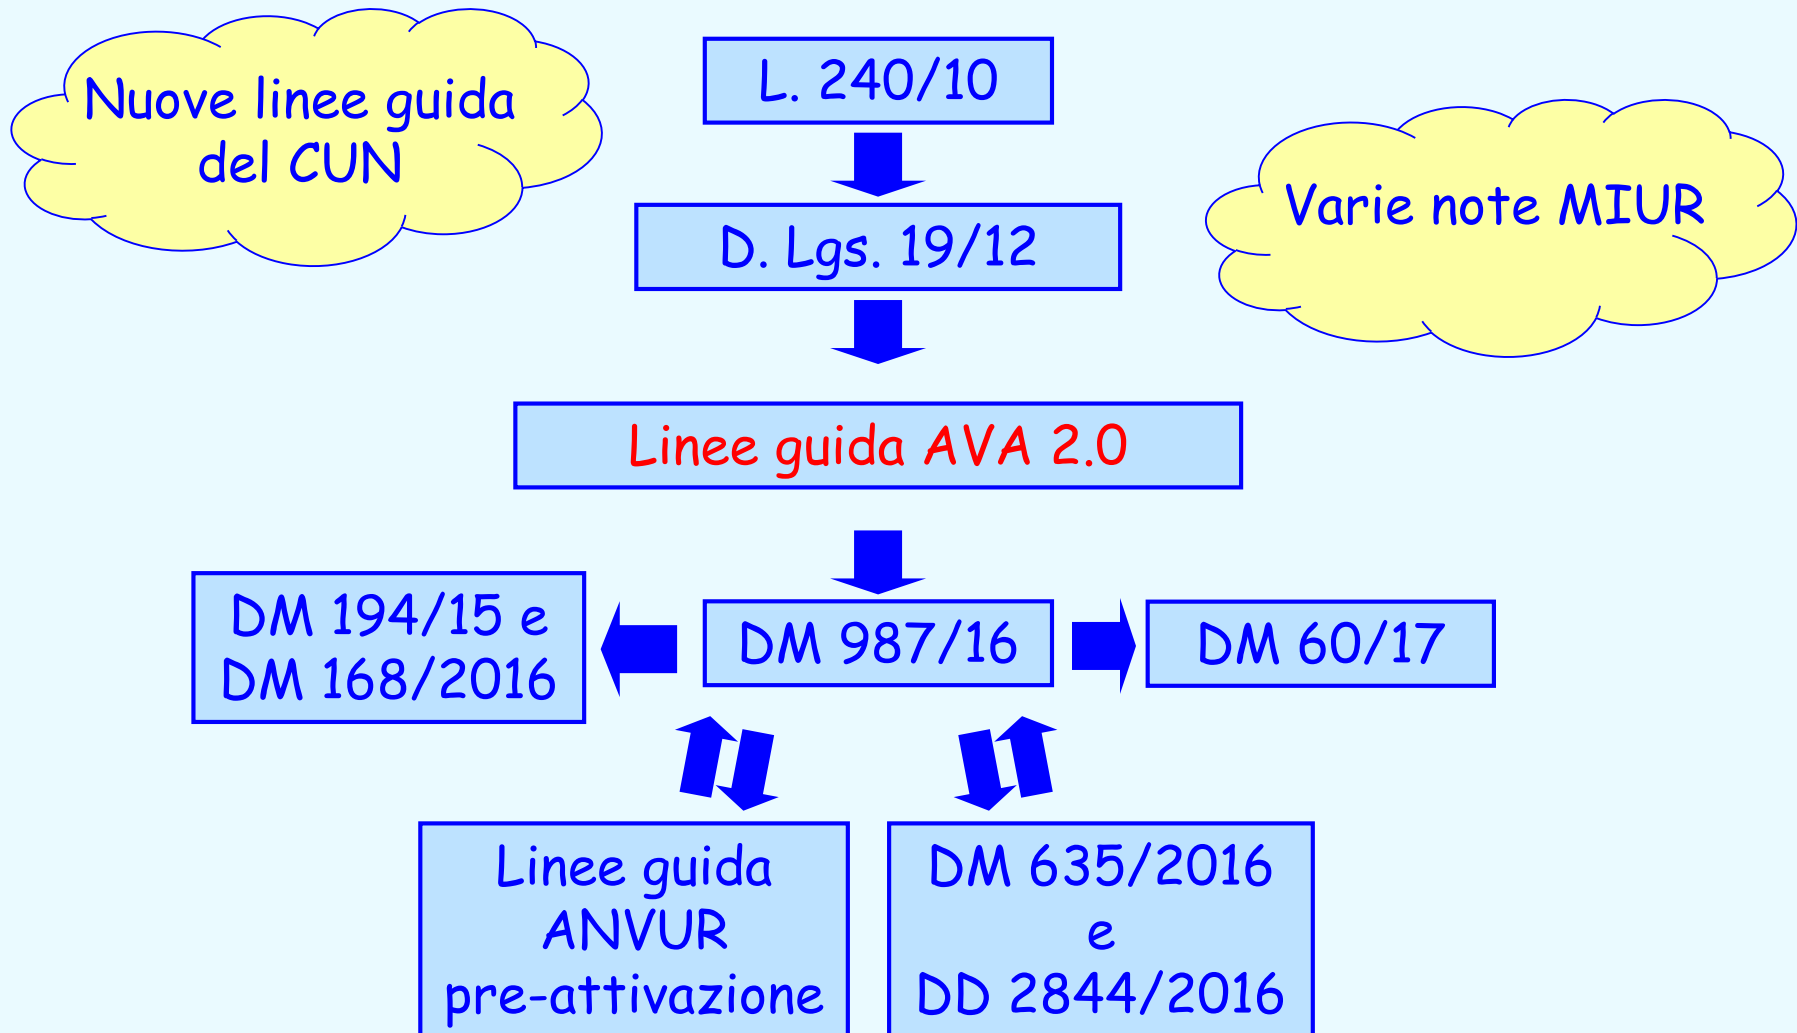 Nuove linee guida
del CUN
L. 240/10
Varie note MIUR
D. Lgs. 19/12
Linee guida AVA 2.0
DM 194/15 e
DM 168/2016
DM 987/16
DM 60/17
Linee guida
ANVUR
pre-attivazione
DM 635/2016
e
DD 2844/2016